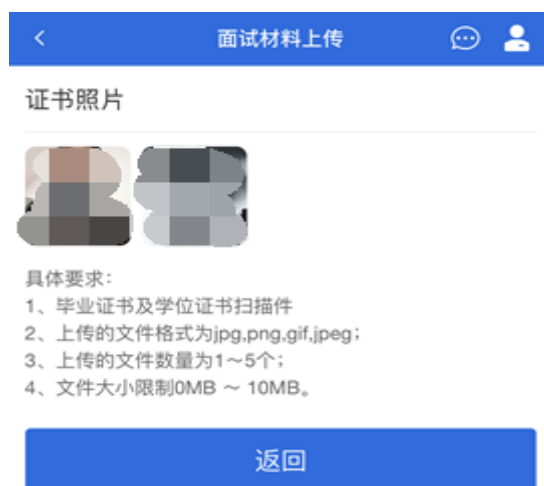 面试材料上传
证书照片
具体要求：
1、毕业证书及学位证书扫描件
2、上传的文件格式为jpg,png,gif,jpeg；
3、上传的文件数量为1～5个；
4、文件大小限制0MB ～ 10MB。
返回